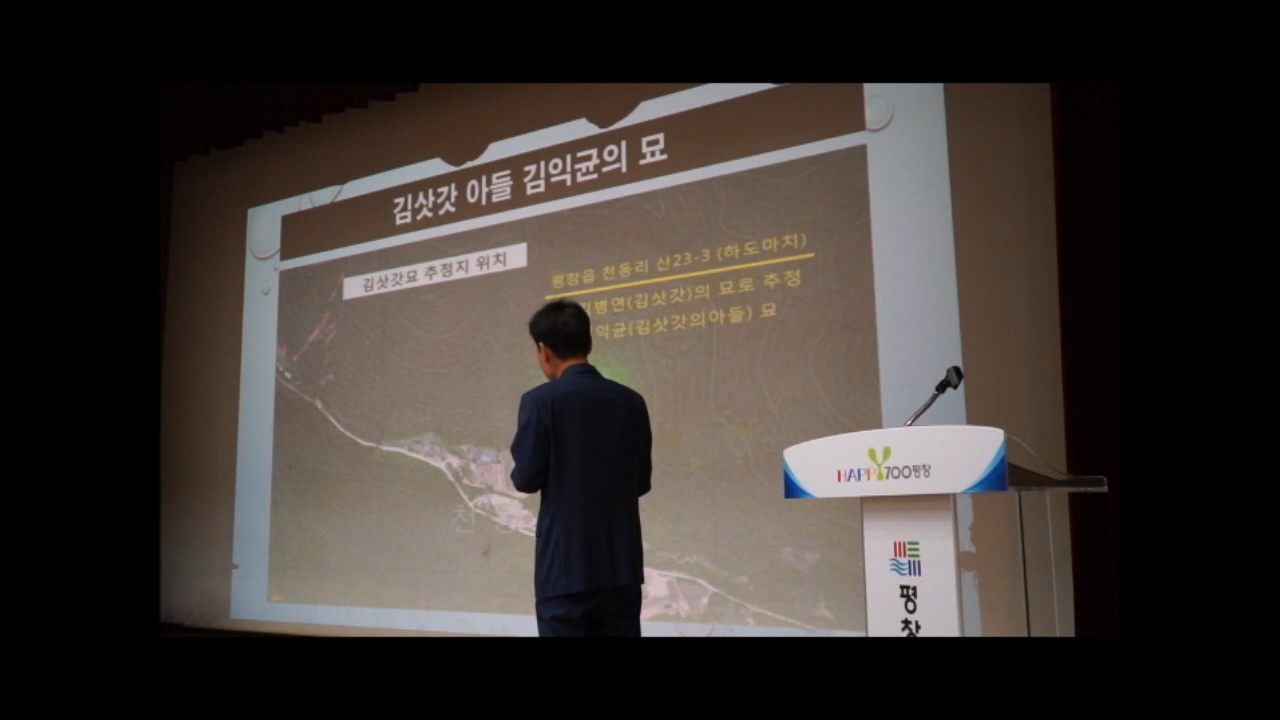 김삿갓 아들 김익균의 묘
김삿갓묘 추정지 위치
평창읍 천동리 산23-3 (하도마치)
병연(김삿갓)의 묘로 추정
익균(김삿갓의아들) 묘
천
HAPPY700평창
평창